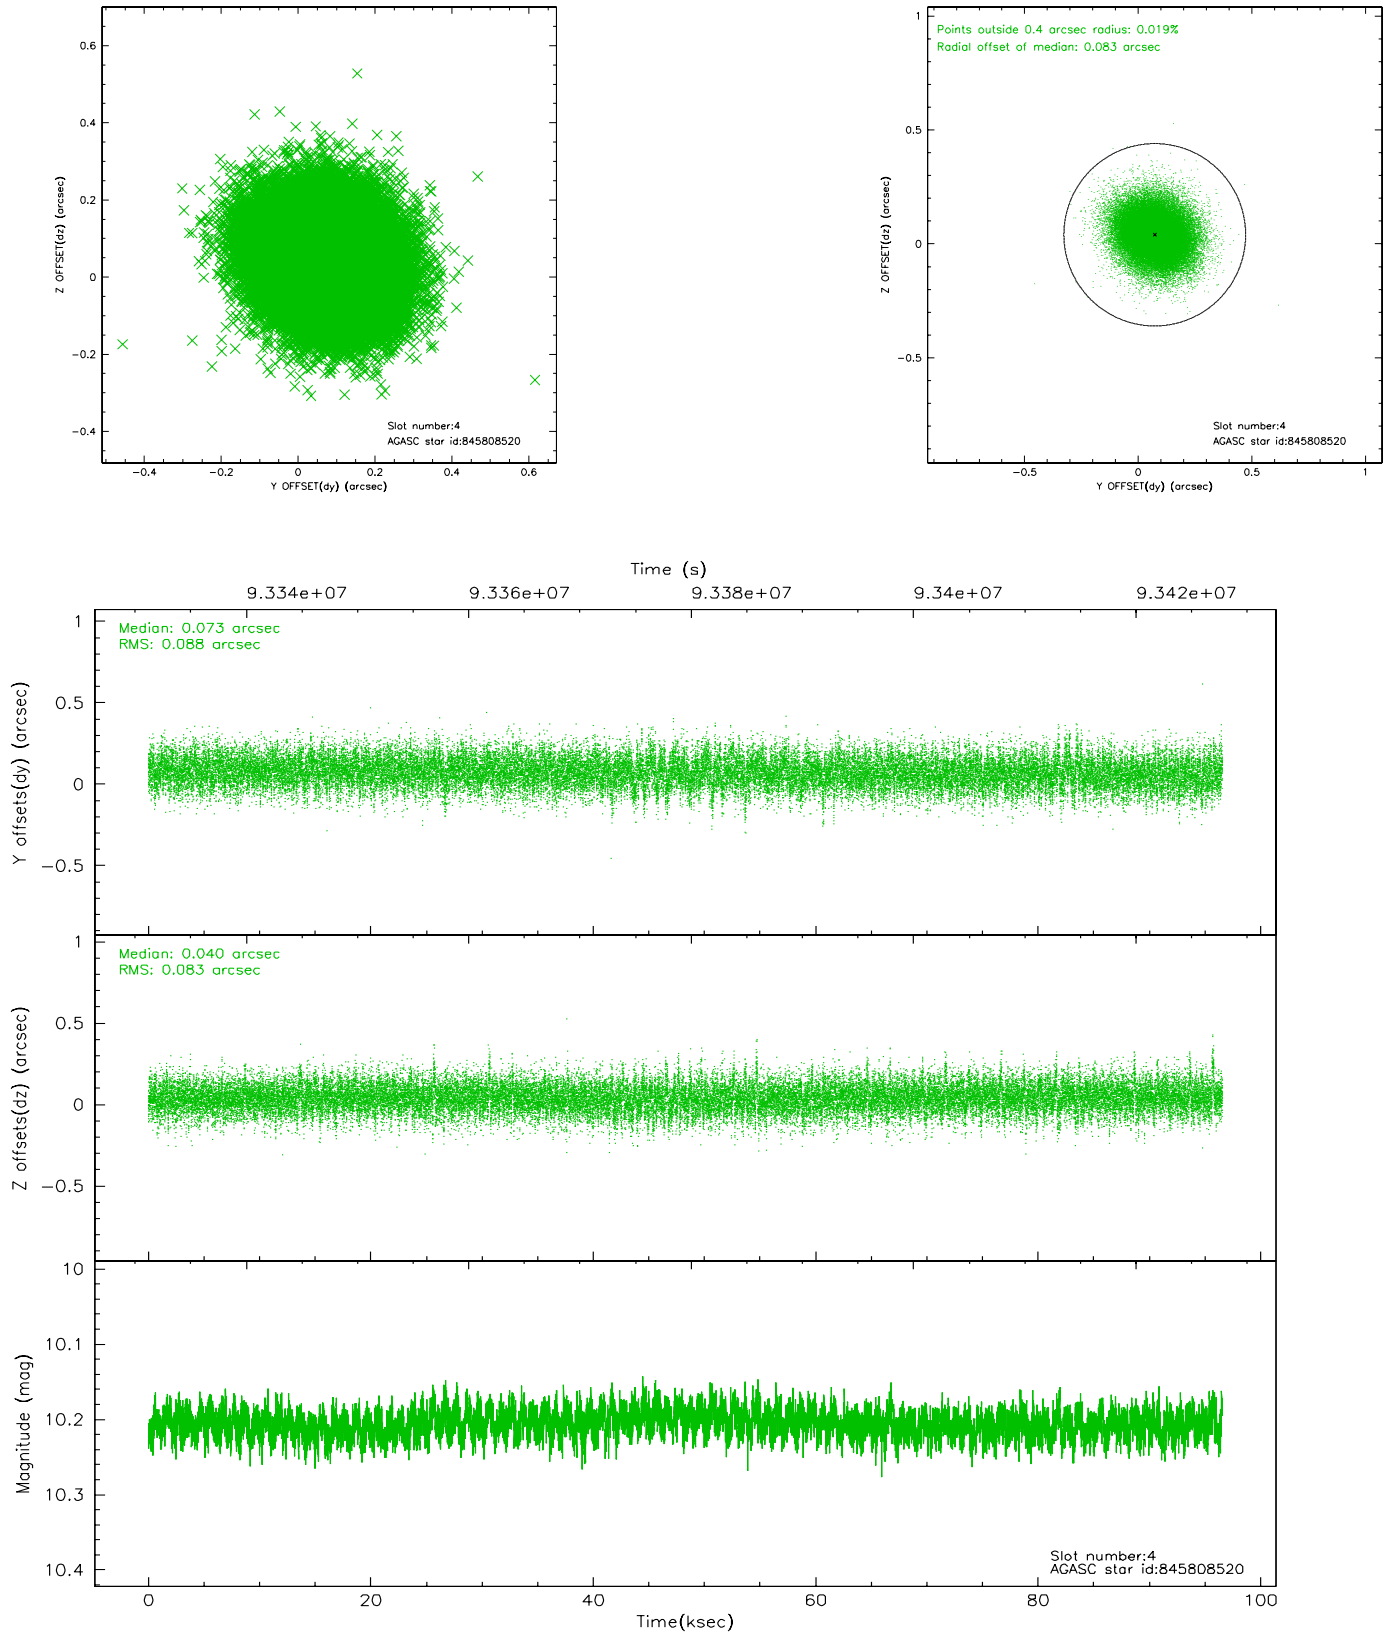 0.6
0.4
0.2
0
−0.2
−0.4
Z OFFSET(dz) (arcsec)
Slot number:4
AGASC star id:845808520
−0.4 −0.2 0 0.2 0.4 0.6
Y OFFSET(dy) (arcsec)
Points outside 0.4 arcsec radius: 0.019%
Radial offset of median: 0.083 arcsec
1
0.5
0
−0.5
Z OFFSET(dz) (arcsec)
Slot number:4
AGASC star id:845808520
−0.5 0 0.5 1
Y OFFSET(dy) (arcsec)
Time (s)
9.334e+07 9.336e+07 9.338e+07 9.34e+07 9.342e+07
Median: 0.073 arcsec
RMS: 0.088 arcsec
1
0.5
0
−0.5
Y offsets(dy) (arcsec)
Median: 0.040 arcsec
RMS: 0.083 arcsec
1
0.5
0
−0.5
Z offsets(dz) (arcsec)
10
10.1
10.2
10.3
10.4
Magnitude (mag)
Slot number:4
AGASC star id:845808520
0 20 40 60 80 100
Time(ksec)